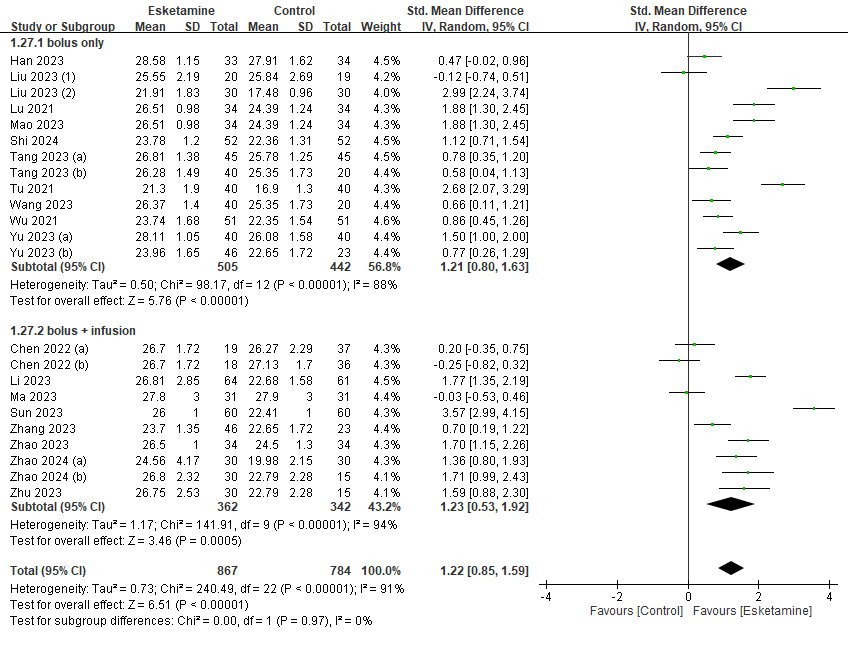 Esketamine Control Std. Mean Difference Std. Mean Difference
Study or Subgroup Mean SD Total Mean SD Total Weight IV, Random, 95% CI IV, Random, 95% CI
1.27.1 bolus only
Han 2023 28.58 1.15 33 27.91 1.62 34 4.5% 0.47 [-0.02, 0.96]
Liu 2023 (1) 25.55 2.19 20 25.84 2.69 19 4.3% -0.12 [-0.74, 0.51]
Liu 2023 (2) 21.91 1.83 30 17.48 0.96 30 4.2% 2.99 [2.24, 3.74]
Lu 2021 26.51 0.98 34 24.39 1.24 34 4.4% 1.88 [1.30, 2.45]
Mao 2023 26.51 0.98 34 24.39 1.24 34 4.4% 1.88 [1.30, 2.45]
Shi 2024 23.78 1.2 52 22.36 1.31 52 4.5% 1.12 [0.71, 1.54]
Tang 2023 (a) 26.81 1.38 45 25.78 1.25 45 4.5% 0.78 [0.35, 1.20]
Tang 2023 (b) 26.28 1.49 40 25.35 1.73 20 4.4% 0.58 [0.04, 1.13]
Tu 2021 21.3 1.9 40 16.9 1.3 40 4.3% 2.68 [2.07, 3.29]
Wang 2023 26.37 1.4 40 25.35 1.73 20 4.4% 0.66 [0.11, 1.21]
Wu 2021 23.74 1.68 51 22.35 1.54 51 4.5% 0.86 [0.45, 1.26]
Yu 2023 (a) 28.11 1.05 40 26.08 1.58 40 4.4% 1.50 [1.00, 2.00]
Yu 2023 (b) 23.96 1.65 46 22.65 1.72 23 4.4% 0.77 [0.26, 1.29]
Subtotal (95% CI) 505 442 56.8% 1.21 [0.80, 1.63]
Heterogeneity: Tau² = 0.50; Chi² = 98.17, df = 12 (P < 0.00001); I² = 88%
Test for overall effect: Z = 5.76 (P < 0.00001)
1.27.2 bolus + infusion
Chen 2022 (a) 26.7 1.72 19 26.27 2.29 37 4.3% 0.20 [-0.35, 0.75]
Chen 2022 (b) 26.7 1.72 18 27.13 1.7 36 4.3% -0.25 [-0.82, 0.32]
Li 2023 26.81 2.85 64 22.68 1.58 61 4.5% 1.77 [1.35, 2.19]
Ma 2023 27.8 3 31 27.9 3 31 4.4% -0.03 [-0.53, 0.46]
Sun 2023 26 1 60 22.41 1 60 4.3% 3.57 [2.99, 4.15]
Zhang 2023 23.7 1.35 46 22.65 1.72 23 4.4% 0.70 [0.19, 1.22]
Zhao 2023 26.5 1 34 24.5 1.3 34 4.4% 1.70 [1.15, 2.26]
Zhao 2024 (a) 24.56 4.17 30 19.98 2.15 30 4.4% 1.36 [0.80, 1.93]
Zhao 2024 (b) 26.8 2.32 30 22.79 2.28 15 4.2% 1.71 [0.99, 2.43]
Zhu 2023 26.75 2.53 30 22.79 2.28 15 4.2% 1.59 [0.88, 2.30]
Subtotal (95% CI) 362 342 43.2% 1.23 [0.53, 1.92]
Heterogeneity: Tau² = 1.17; Chi² = 141.91, df = 9 (P < 0.00001); I² = 94%
Test for overall effect: Z = 3.46 (P = 0.0005)
Total (95% CI) 867 784 100.0% 1.22 [0.85, 1.59]
Heterogeneity: Tau² = 0.73; Chi² = 240.49, df = 22 (P < 0.00001); I² = 91%
-4 -2 0 2 4
Test for overall effect: Z = 6.51 (P < 0.00001)
Favours [Control] Favours [Esketamine]
Test for subgroup differences: Chi² = 0.00, df = 1 (P = 0.97), I² = 0%